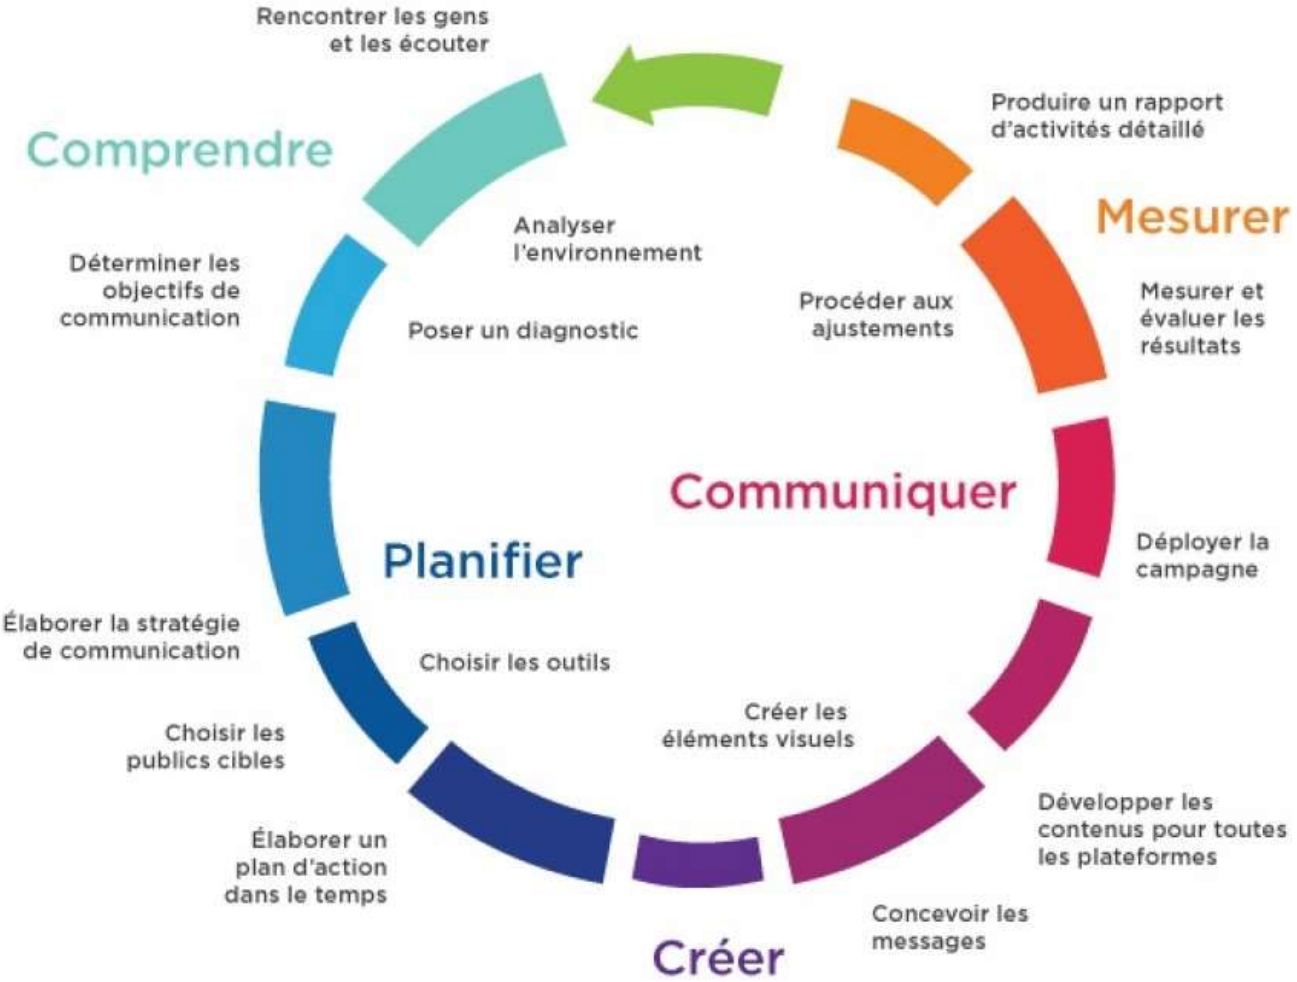 Rencontrer les gens
et les écouter
Comprendre
Analyser
l'environnement
Déterminer les
objectifs de
communication
Poser un diagnostic
Planifier
Élaborer la stratégie
de communication
Choisir les outils
Choisir les
publics cibles
Élaborer un
plan d'action
dans le temps
Créer
Concevoir les
messages
Créer les
éléments visuels
Développer les
contenus pour toutes
les plateformes
Communiquer
Déployer la
campagne
Mesurer
Mesurer et
évaluer les
résultats
Procéder aux
ajustements
Produire un rapport
d'activités détaillé